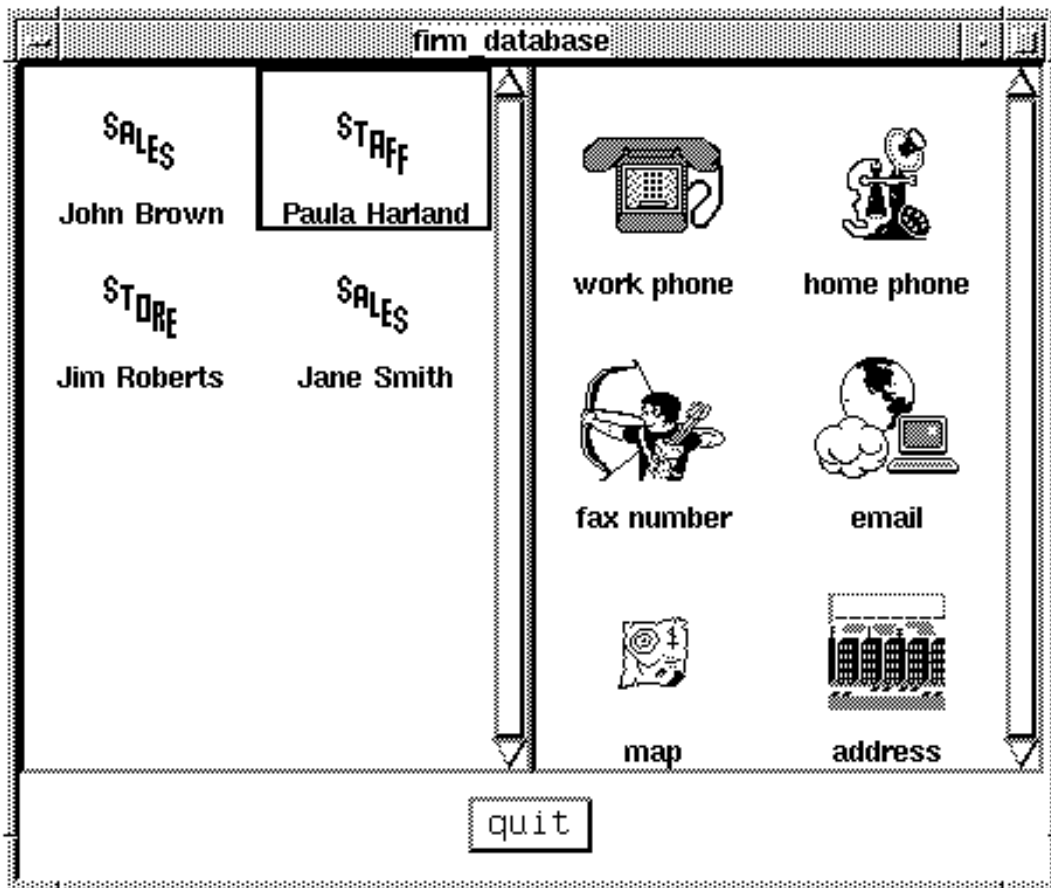 firm_database
SALES
STAFF
John Brown
Paula Harland
STORE
SALES
Jim Roberts
Jane Smith
work phone
home phone
fax number
email
map
address
quit